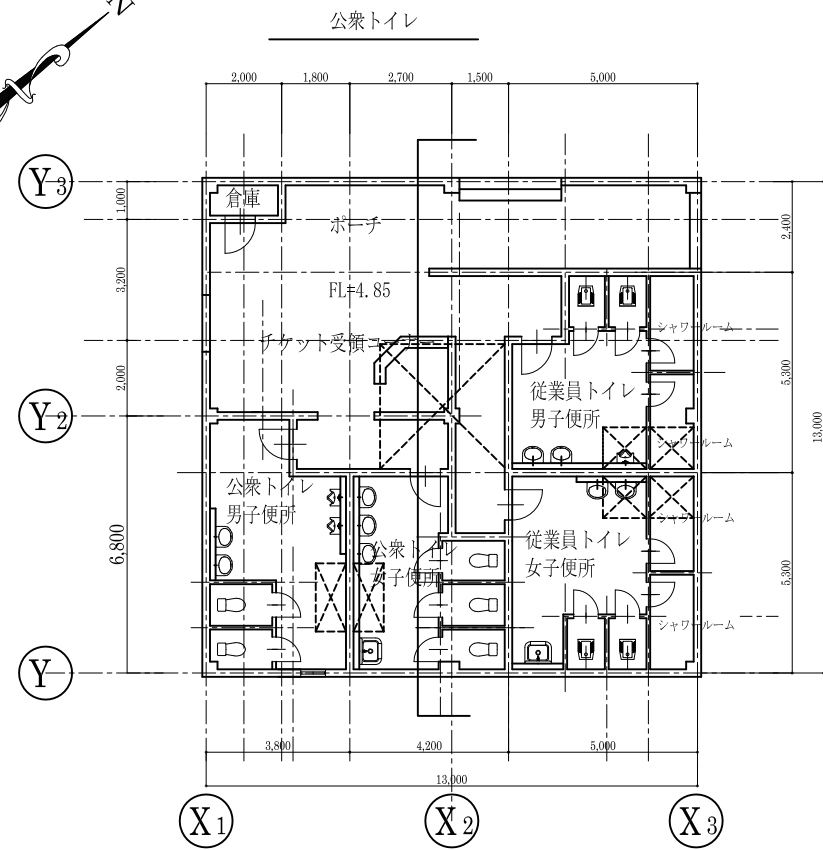 公衆トイレ
N
2,000
1,800
2,700
1,500
5,000
Y3
1,000
倉庫
ポーチ
2,400
3,200
FL=4.85
シャワールーム
チケット受領コーナー
2,000
従業員トイレ
男子便所
5,300
13,000
Y2
シャワールーム
公衆トイレ
男子便所
シャワールーム
6,800
公衆トイレ
女子便所
従業員トイレ
女子便所
5,300
シャワールーム
Y
3,800
4,200
5,000
13,000
X1
X2
X3